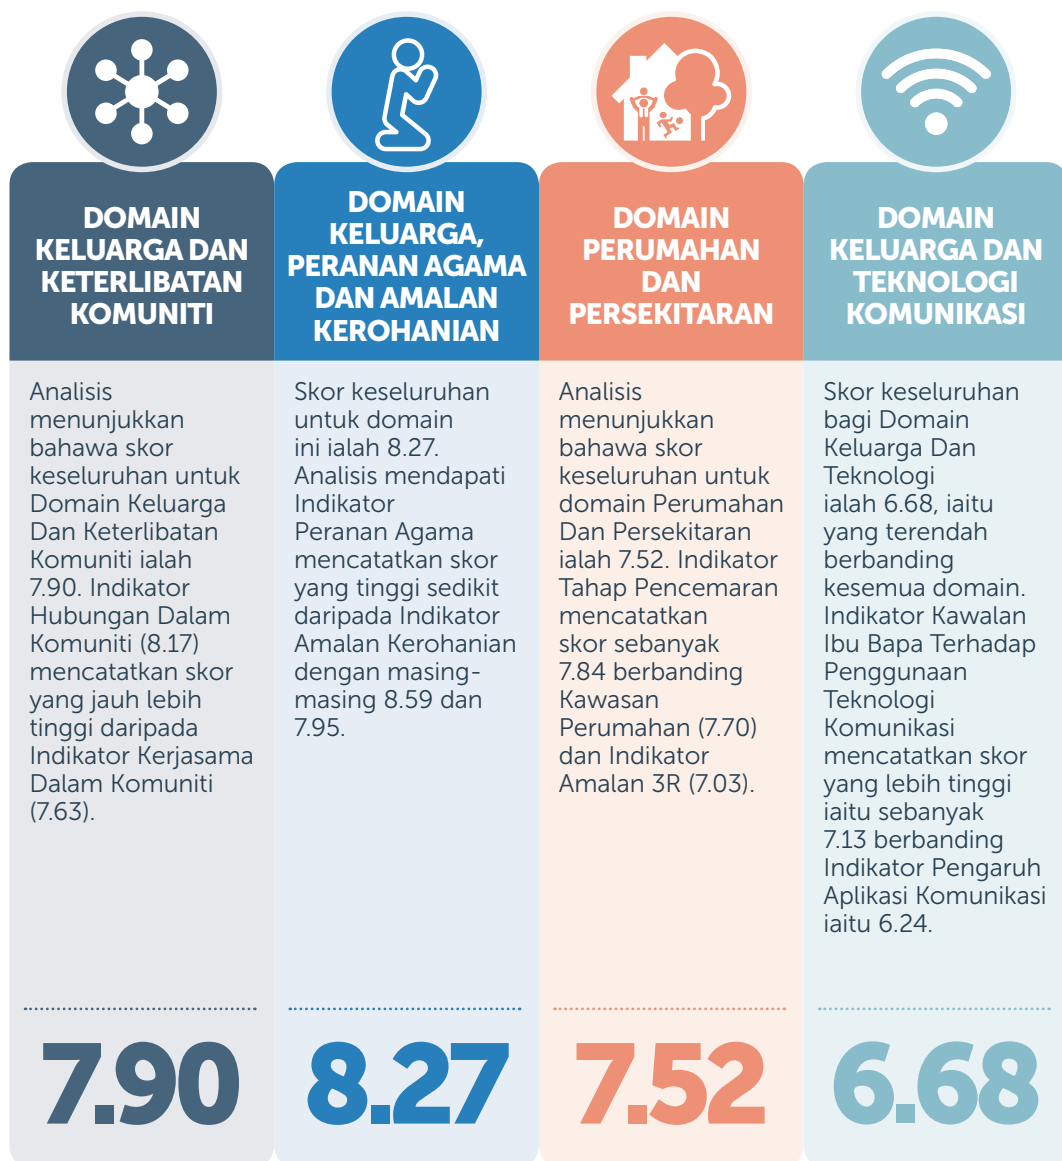 DOMAIN
KELUARGA DAN
KETERLIBATAN
KOMUNITI
Analisis
menunjukkan
bahawa skor
keseluruhan untuk
Domain Keluarga
Dan Keterlibatan
Komuniti ialah
7.90. Indikator
Hubungan Dalam
Komuniti (8.17)
mencatatkan skor
yang jauh lebih
tinggi daripada
Indikator Kerjasama
Dalam Komuniti
(7.63).
7.90
DOMAIN
KELUARGA,
PERANAN AGAMA
DAN AMALAN
KEROHANIAN
Skor keseluruhan
untuk domain
ini ialah 8.27.
Analisis mendapati
Indikator
Peranan Agama
mencatatkan skor
yang tinggi sedikit
daripada Indikator
Amalan Kerohanian
dengan masing-
masing 8.59 dan
7.95.
8.27
DOMAIN
PERUMAHAN
DAN
PERSEKITARAN
Analisis
menunjukkan
bahawa skor
keseluruhan untuk
domain Perumahan
Dan Persekitaran
ialah 7.52. Indikator
Tahap Pencemaran
mencatatkan
skor sebanyak
7.84 berbanding
Kawasan
Perumahan (7.70)
dan Indikator
Amalan 3R (7.03).
7.52
DOMAIN
KELUARGA DAN
TEKNOLOGI
KOMUNIKASI
Skor keseluruhan
bagi Domain
Keluarga Dan
Teknologi
ialah 6.68, iaitu
yang terendah
berbanding
kesemua domain.
Indikator Kawalan
Ibu Bapa Terhadap
Penggunaan
Teknologi
Komunikasi
mencatatkan skor
yang lebih tinggi
iaitu sebanyak
7.13 berbanding
Indikator Pengaruh
Aplikasi Komunikasi
iaitu 6.24.
6.68